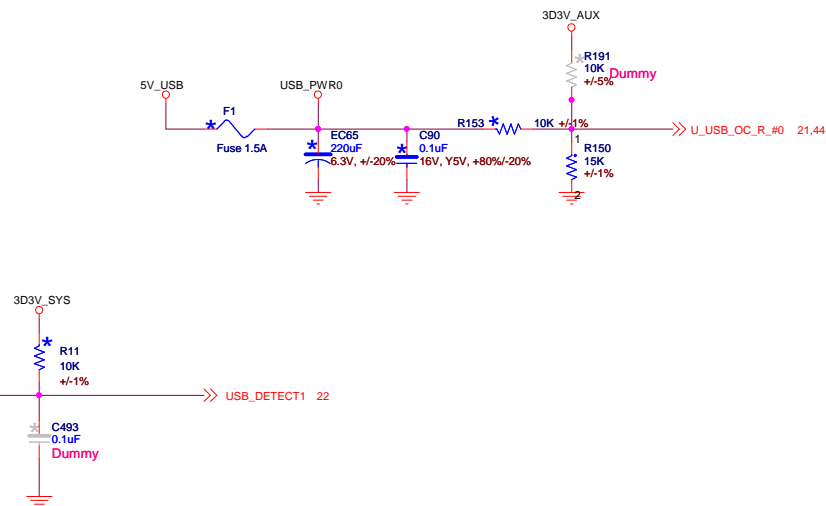 3D3V_AUX
R191
10K
+/-5%
Dummy
5V_USB
USB_PWR0
F1
Fuse 1.5A
EC65
220uF
6.3V, +/-20%
C90
0.1uF
16V, Y5V, +80%/-20%
R153
10K +/-1%
U_USB_OC_R_#0 21,44
1
R150
15K
+/-1%
2
3D3V_SYS
R11
10K
+/-1%
USB_DETECT1 22
C493
0.1uF
Dummy